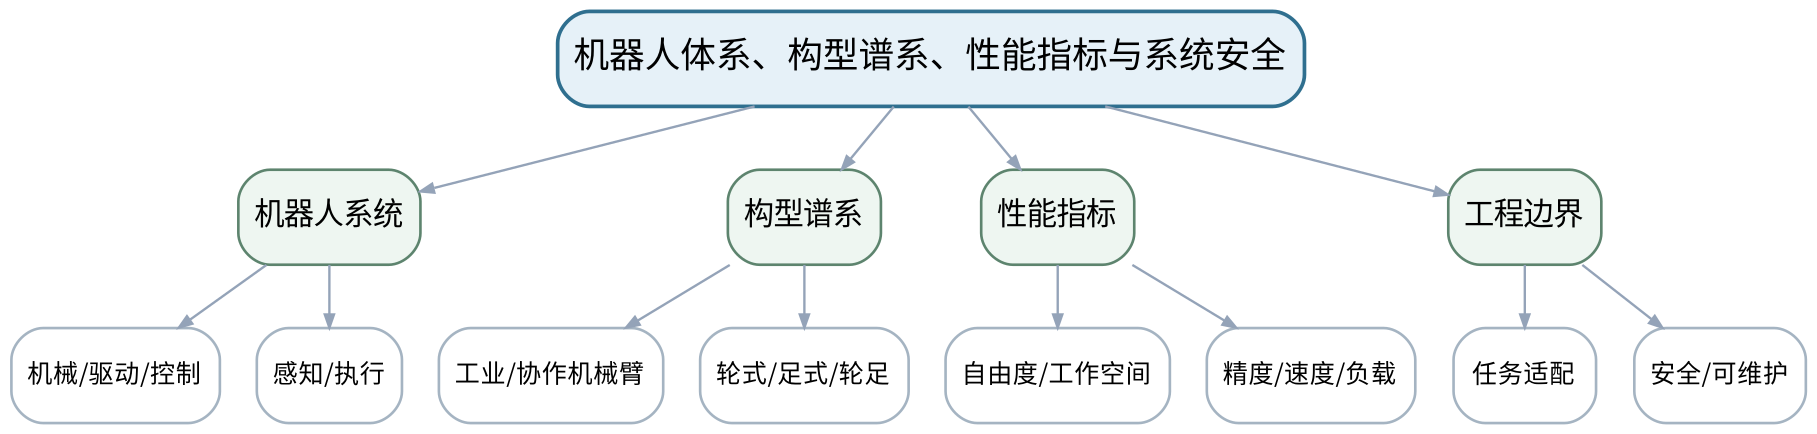 机器人体系、构型谱系、性能指标与系统安全
机器人系统
构型谱系
性能指标
工程边界
机械/驱动/控制
感知/执行
工业/协作机械臂
轮式/足式/轮足
自由度/工作空间
精度/速度/负载
任务适配
安全/可维护